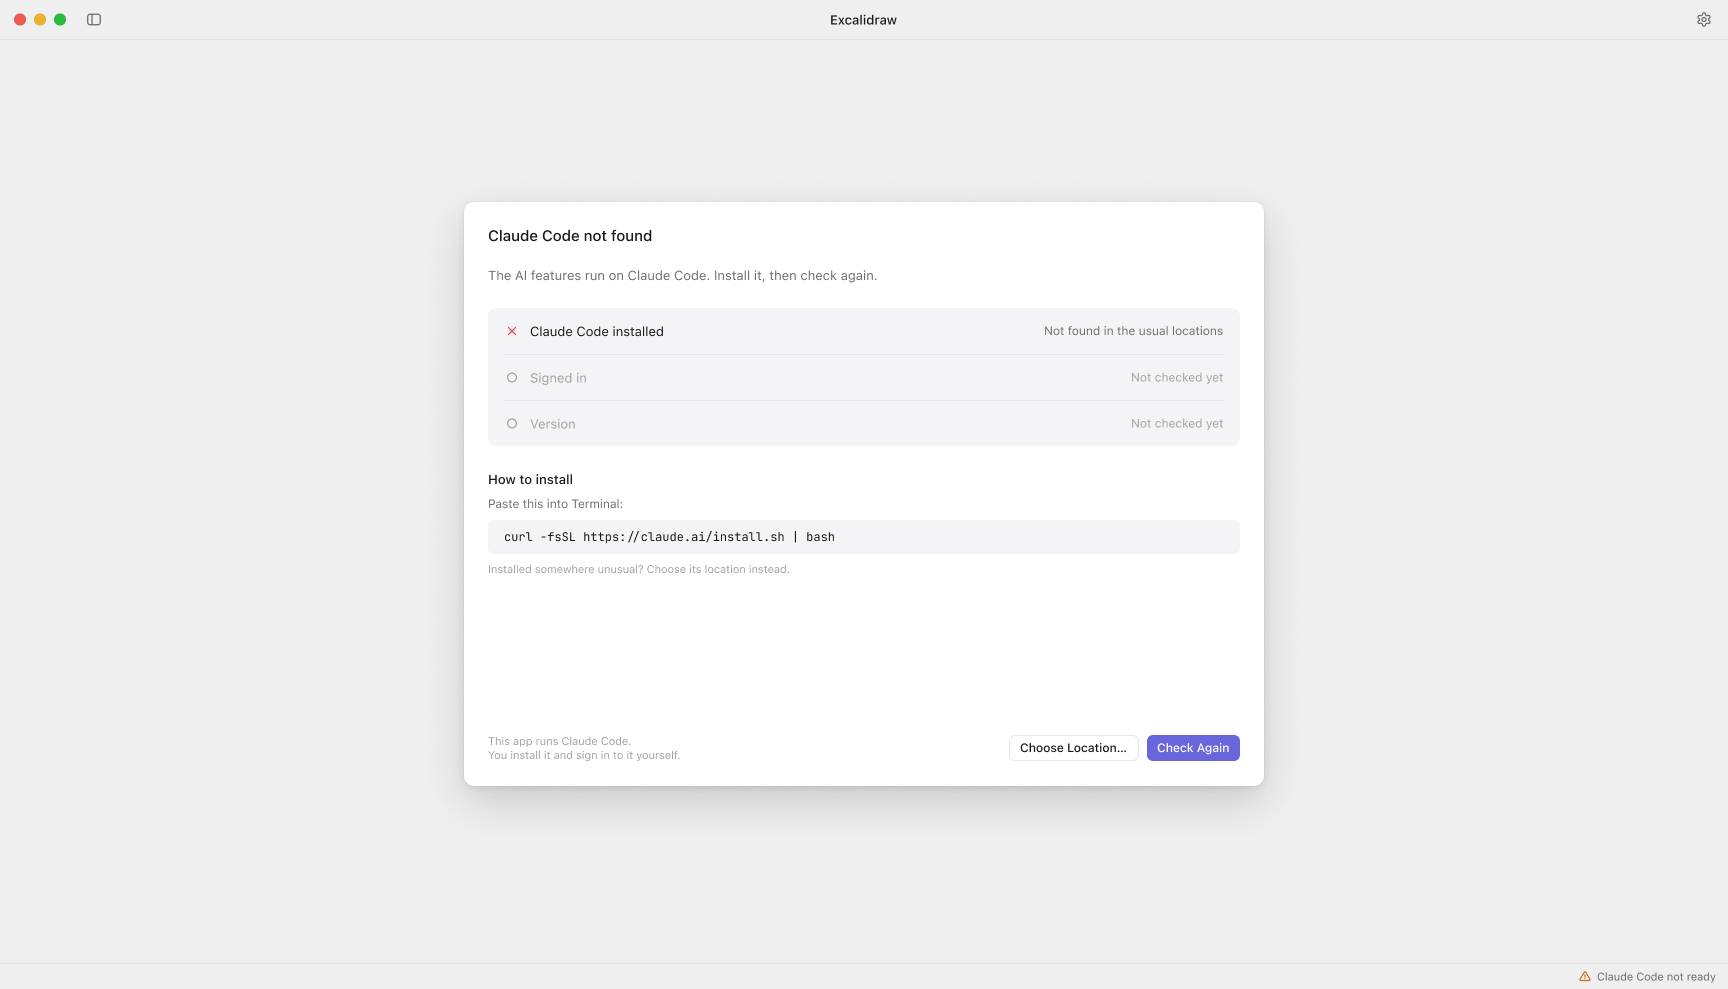 Excalidraw
Claude Code not found
The AI features run on Claude Code. Install it, then check again.
Claude Code installed
Not found in the usual locations
Signed in
Not checked yet
Version
Not checked yet
How to install
Paste this into Terminal:
curl -fsSL https://claude.ai/install.sh | bash
Installed somewhere unusual? Choose its location instead.
This app runs Claude Code.
You install it and sign in to it yourself.
Choose Location...
Check Again
Claude Code not ready